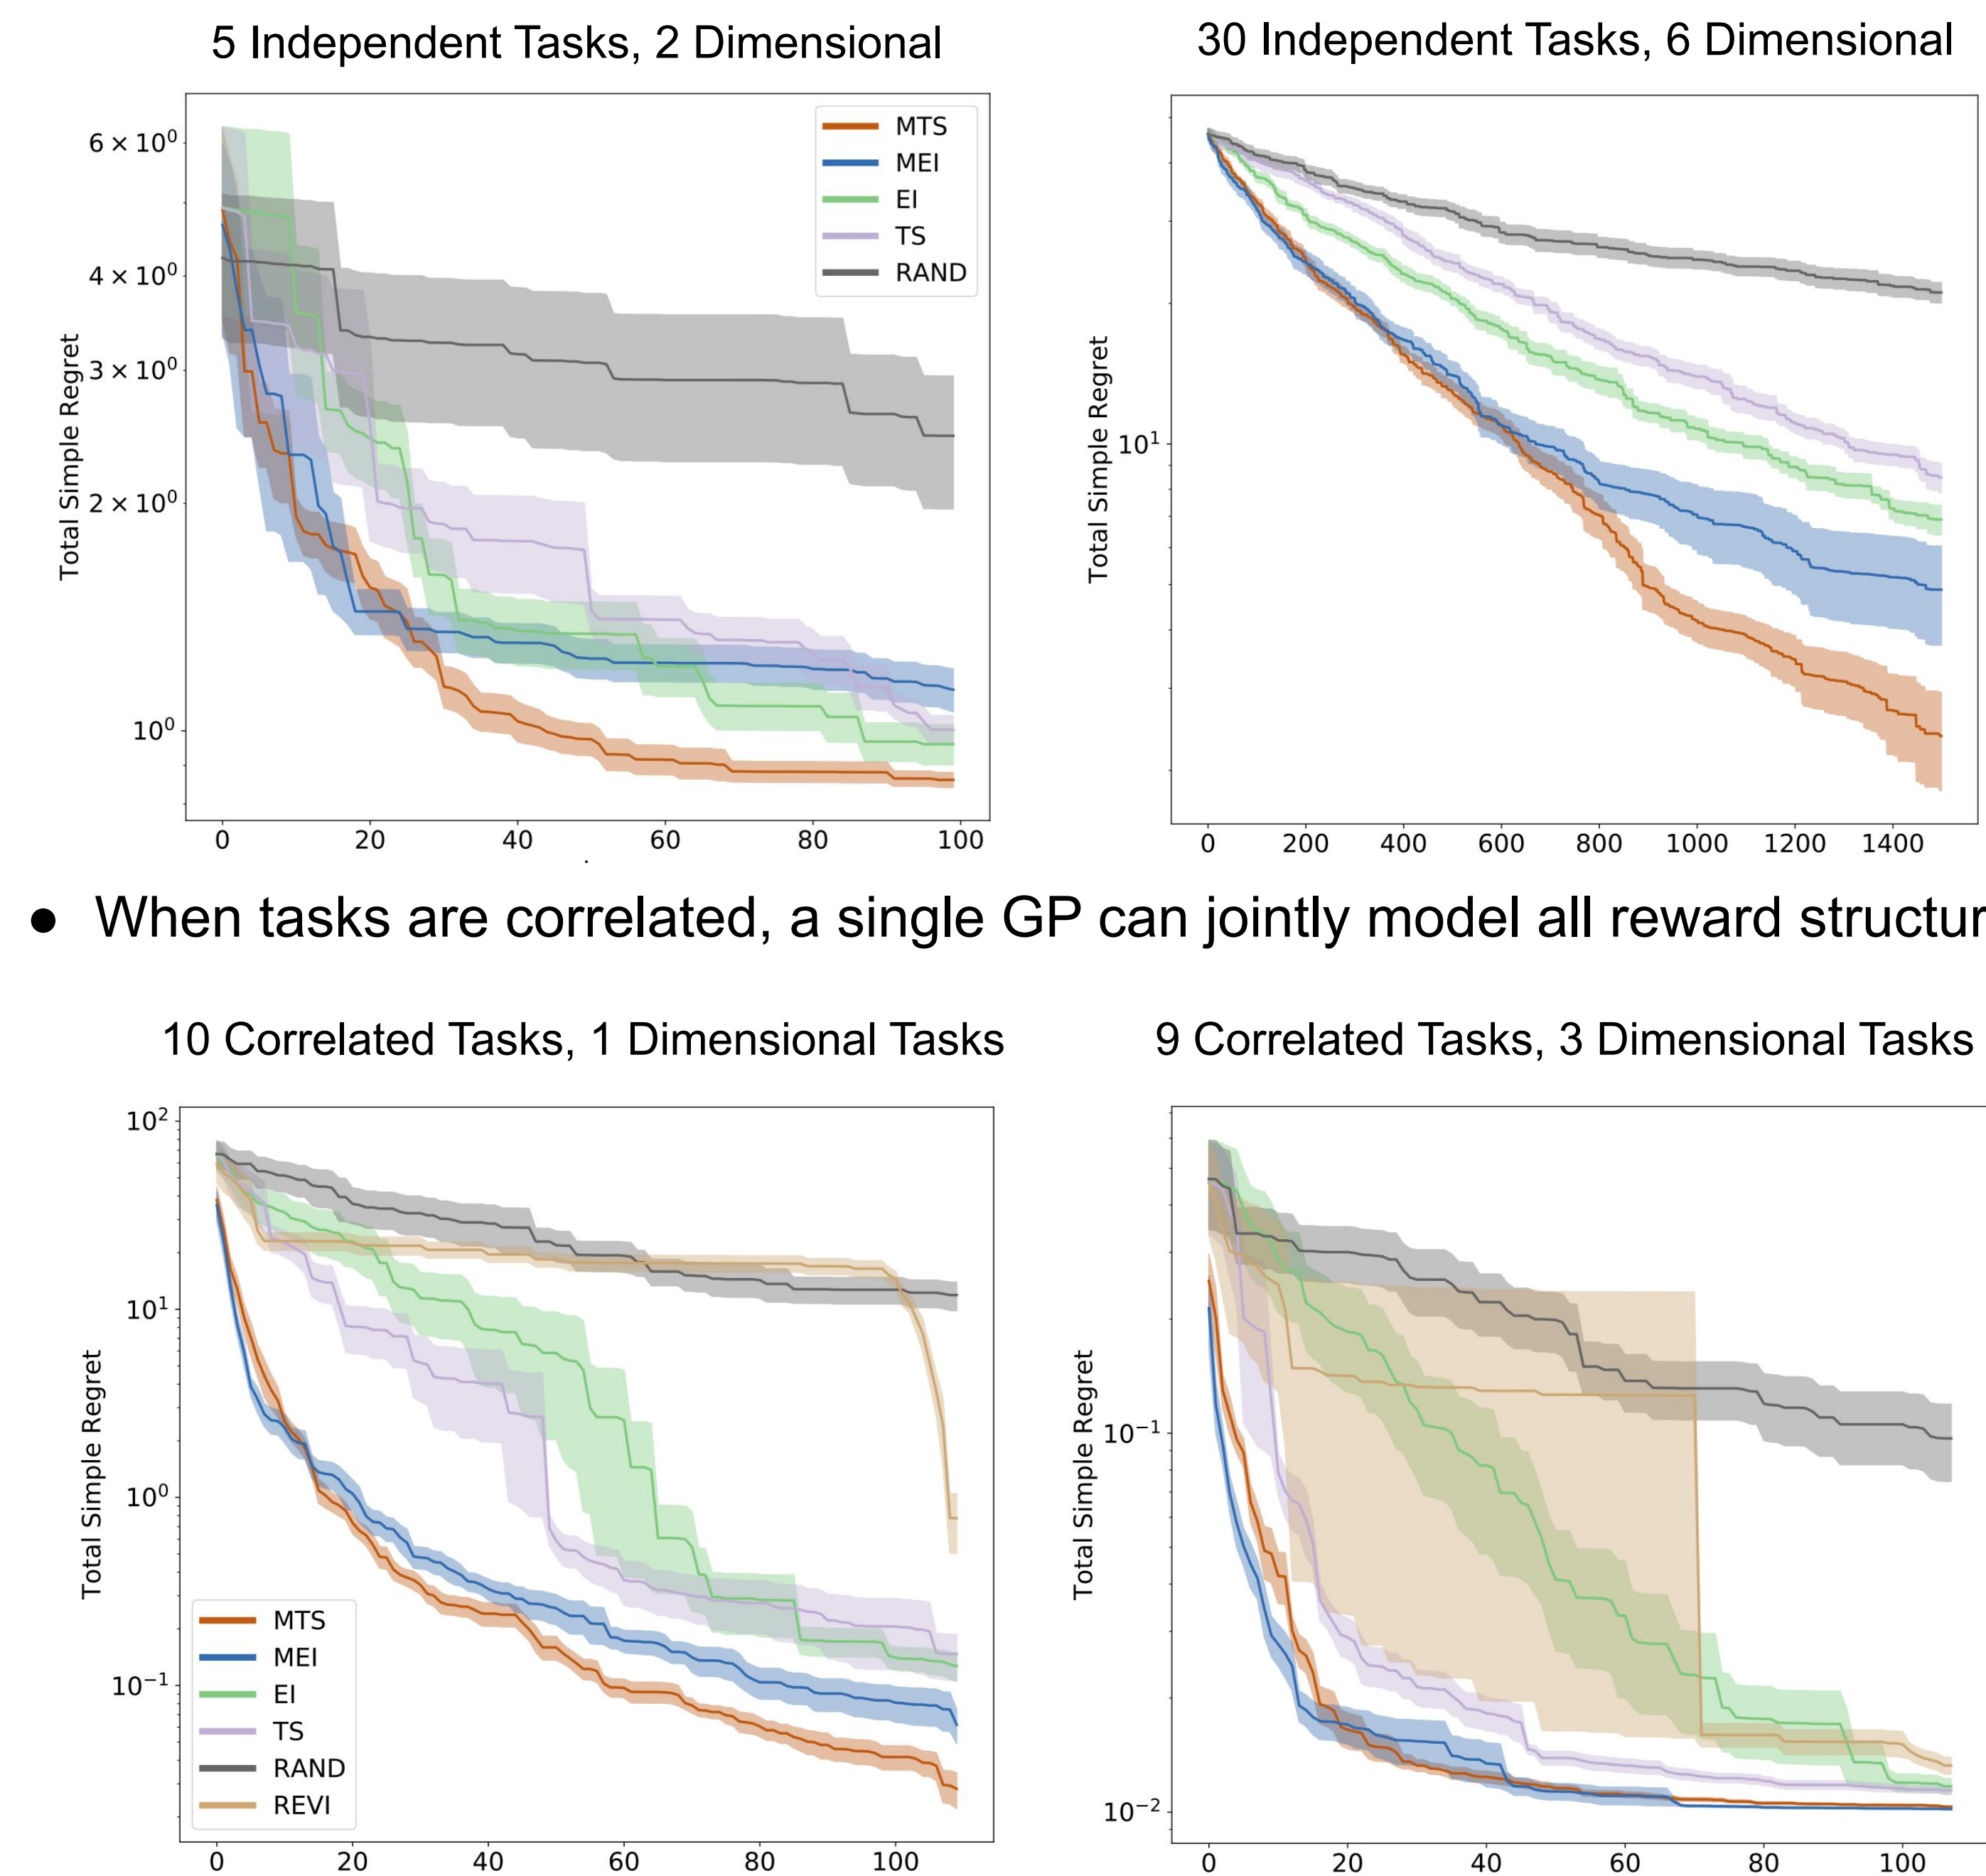 5 Independent Tasks, 2 Dimensional
30 Independent Tasks, 6 Dimensional
6 × 10⁰
4 × 10⁰
3 × 10⁰
2 × 10⁰
10⁰
Total Simple Regret
MTS
MEI
EI
TS
RAND
0 20 40 60 80 100
10¹
Total Simple Regret
0 200 400 600 800 1000 1200 1400
● When tasks are correlated, a single GP can jointly model all reward structur
10 Correlated Tasks, 1 Dimensional Tasks
9 Correlated Tasks, 3 Dimensional Tasks
10²
10¹
10⁰
10⁻¹
Total Simple Regret
MTS
MEI
EI
TS
RAND
REVI
0 20 40 60 80 100
10⁻¹
10⁻²
Total Simple Regret
0 20 40 60 80 100